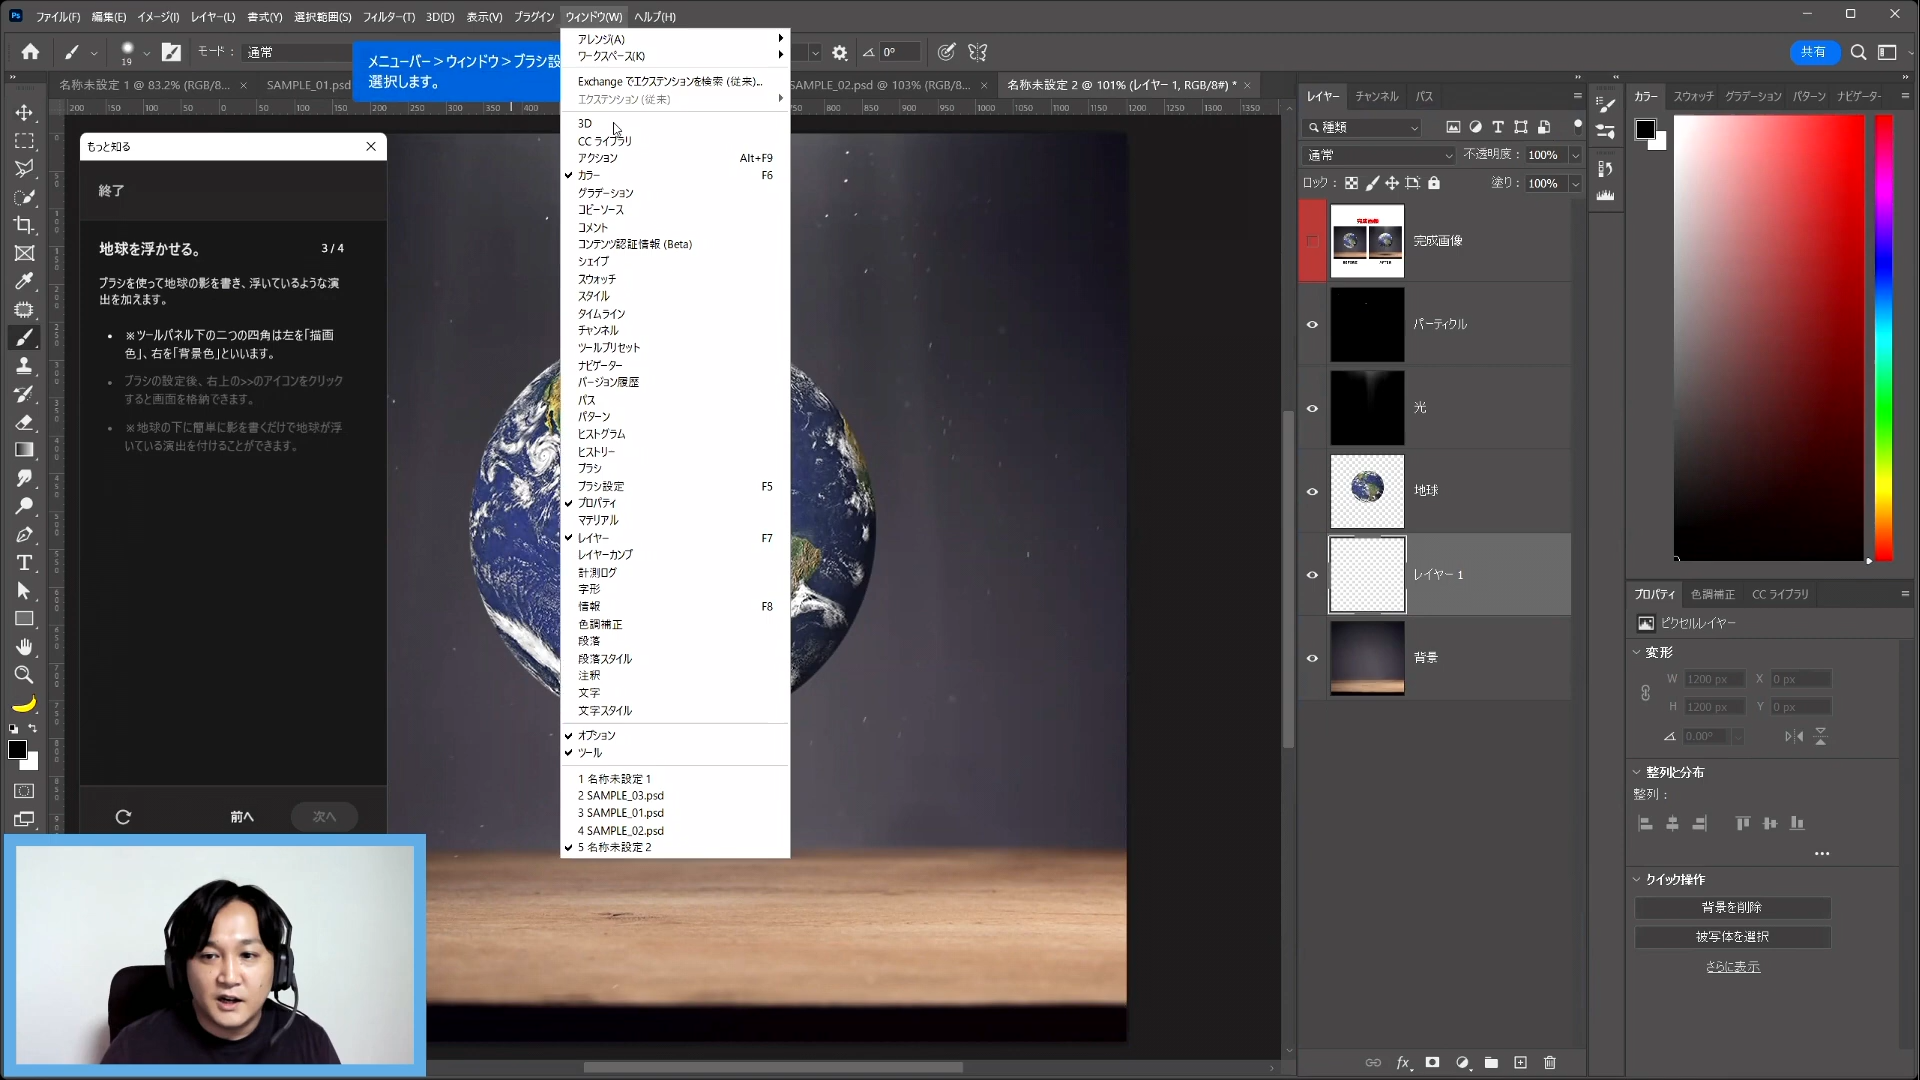 ファイル(F) 編集(E) イメージ(I) レイヤー(L) 書式(Y) 選択範囲(S) フィルター(T) 3D(D) 表示(V) プラグイン ウィンドウ(W) ヘルプ(H)
19 モード： 通常
0°
共有
メニューバー＞ウィンドウ＞ブラシ設
選択します。
名称未設定 1 @ 83.2% (RGB/8... ×
SAMPLE_01.psd
SAMPLE_02.psd @ 103% (RGB/8... ×
名称未設定 2 @ 101% (レイヤー 1, RGB/8#) * ×
もっと知る
終了
地球を浮かせる。 3 / 4
ブラシを使って地球の影を書き、浮いているような演
出を加えます。
• ※ツールパネル下の二つの四角は左を「描画
色」、右を「背景色」といいます。
• ブラシの設定後、右上の>>のアイコンをクリック
すると画面を格納できます。
• ※地球の下に簡単に影を書くだけで地球が浮
いている演出を付けることができます。
前へ 次へ
アレンジ(A)
ワークスペース(K)
Exchange でエクステンションを検索 (従来)...
エクステンション (従来)
3D
CC ライブラリ
アクション Alt+F9
カラー F6
グラデーション
コピーソース
コメント
コンテンツ認証情報 (Beta)
シェイプ
スウォッチ
スタイル
タイムライン
チャンネル
ツールプリセット
ナビゲーター
バージョン履歴
パス
パターン
ヒストグラム
ヒストリー
ブラシ
ブラシ設定 F5
プロパティ
マテリアル
レイヤー F7
レイヤーカンプ
計測ログ
字形
情報 F8
色調補正
段落
段落スタイル
注釈
文字
文字スタイル
オプション
ツール
1 名称未設定 1
2 SAMPLE_03.psd
3 SAMPLE_01.psd
4 SAMPLE_02.psd
5 名称未設定 2
レイヤー チャンネル パス
種類
通常 不透明度： 100%
ロック： 塗り： 100%
完成画像
BEFORE AFTER
完成画像
パーティクル
光
地球
レイヤー 1
背景
カラー スウォッチ グラデーション パターン ナビゲーター
プロパティ 色調補正 CC ライブラリ
ピクセルレイヤー
変形
W 1200 px X 0 px
H 1200 px Y 0 px
0.00°
整列と分布
整列：
クイック操作
背景を削除
被写体を選択
さらに表示